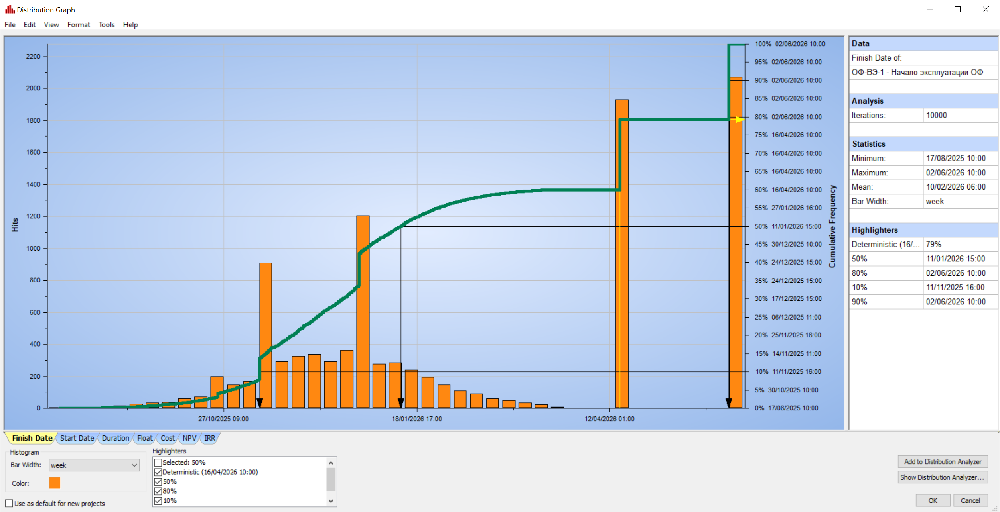 Distribution Graph
File Edit View Format Tools Help
Hits
2200
2000
1800
1600
1400
1200
1000
800
600
400
200
0
27/10/2025 09:00
18/01/2026 17:00
12/04/2026 01:00
100% 02/06/2026 10:00
95% 02/06/2026 10:00
90% 02/06/2026 10:00
85% 02/06/2026 10:00
80% 02/06/2026 10:00
75% 16/04/2026 10:00
70% 16/04/2026 10:00
65% 16/04/2026 10:00
60% 16/04/2026 10:00
55% 27/01/2026 16:00
50% 11/01/2026 15:00
45% 30/12/2025 10:00
40% 24/12/2025 15:00
35% 24/12/2025 15:00
30% 17/12/2025 15:00
25% 06/12/2025 11:00
20% 25/11/2025 16:00
15% 14/11/2025 11:00
10% 11/11/2025 16:00
5% 30/10/2025 10:00
0% 17/08/2025 10:00
Cumulative Frequency
Data
Finish Date of:
ОФ-ВЭ-1 - Начало эксплуатации ОФ
Analysis
Iterations: 10000
Statistics
Minimum: 17/08/2025 10:00
Maximum: 02/06/2026 10:00
Mean: 10/02/2026 06:00
Bar Width: week
Highlighters
Deterministic (16/... 79%
50% 11/01/2026 15:00
80% 02/06/2026 10:00
10% 11/11/2025 16:00
90% 02/06/2026 10:00
Finish Date Start Date Duration Float Cost NPV IRR
Histogram
Bar Width: week
Color:
Use as default for new projects
Highlighters
Selected: 50%
Deterministic (16/04/2026 10:00)
50%
80%
10%
Add to Distribution Analyzer
Show Distribution Analyzer...
OK Cancel